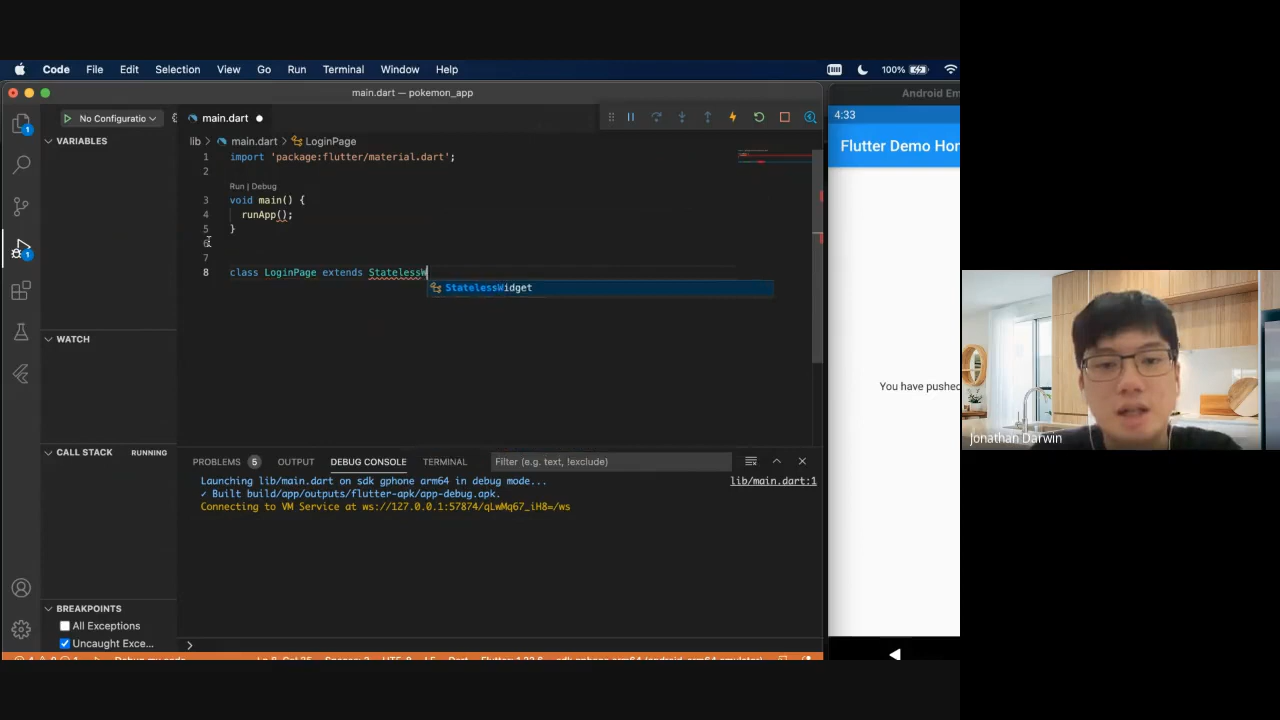 Code File Edit Selection View Go Run Terminal Window Help
100%
main.dart — pokemon_app
Android Em
No Configuratio
main.dart
4:33
VARIABLES
lib > main.dart > LoginPage
Flutter Demo Hom
1 import 'package:flutter/material.dart';
2
Run | Debug
3 void main() {
4 runApp();
5 }
6
7
8 class LoginPage extends StatelessW
StatelessWidget
WATCH
You have pushed
Jonathan Darwin
CALL STACK RUNNING
PROBLEMS 5 OUTPUT DEBUG CONSOLE TERMINAL Filter (e.g. text, !exclude)
Launching lib/main.dart on sdk gphone arm64 in debug mode... lib/main.dart:1
✓ Built build/app/outputs/flutter-apk/app-debug.apk.
Connecting to VM Service at ws://127.0.0.1:57874/qLwMq67_iH8=/ws
BREAKPOINTS
All Exceptions
Uncaught Exce...